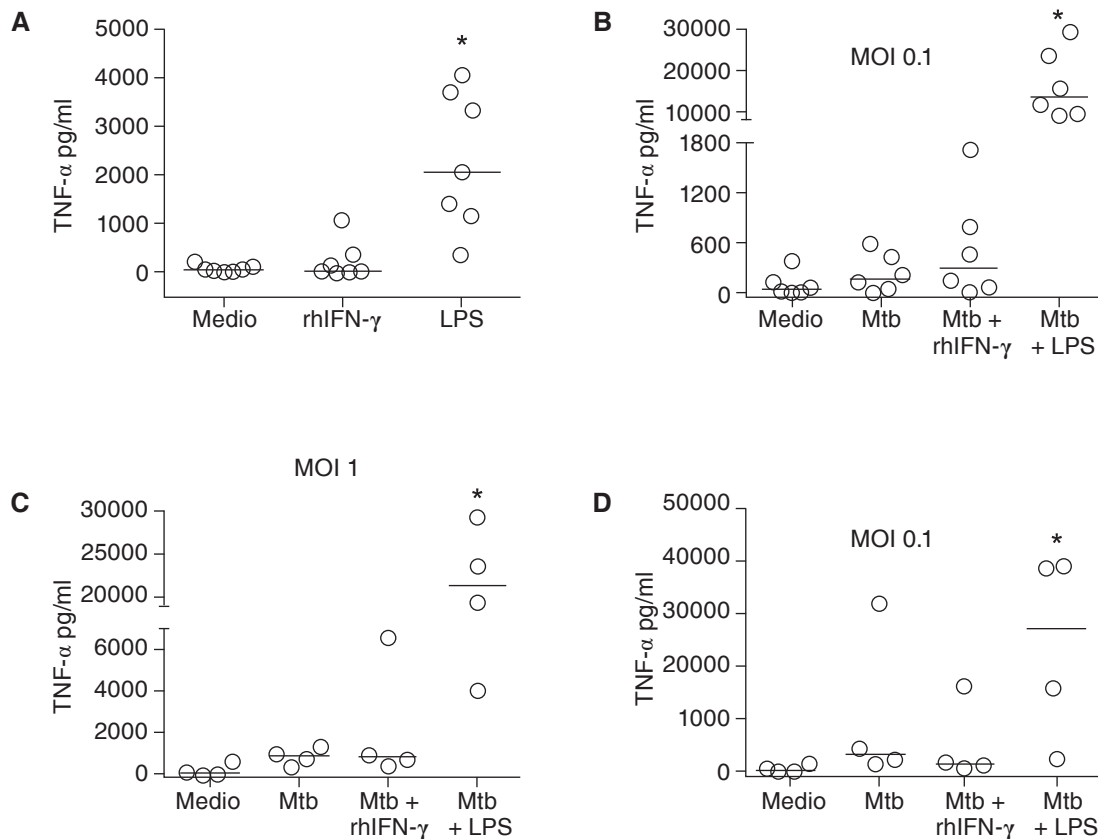 A
TNF-α pg/ml
5000
4000
3000
2000
1000
0
*
Medio
rhIFN-γ
LPS
B
MOI 0.1
TNF-α pg/ml
30000
20000
10000
1800
1200
600
0
*
Medio
Mtb
Mtb +
rhIFN-γ
Mtb
+ LPS
C
MOI 1
TNF-α pg/ml
30000
25000
20000
6000
4000
2000
0
*
Medio
Mtb
Mtb +
rhIFN-γ
Mtb
+ LPS
D
MOI 0.1
TNF-α pg/ml
50000
40000
30000
20000
1000
0
*
Medio
Mtb
Mtb +
rhIFN-γ
Mtb
+ LPS